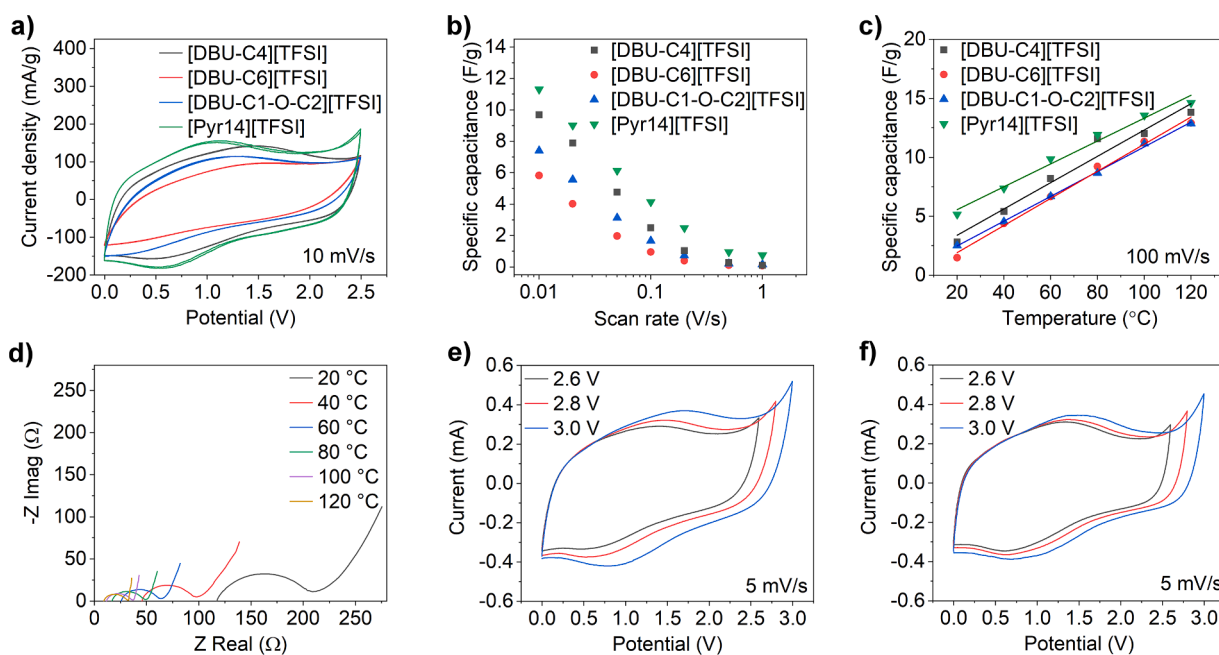 a)
Current density (mA/g)
400
300
200
100
0
-100
-200
[DBU-C4][TFSI]
[DBU-C6][TFSI]
[DBU-C1-O-C2][TFSI]
[Pyr14][TFSI]
10 mV/s
0.0 0.5 1.0 1.5 2.0 2.5
Potential (V)
b)
Specific capacitance (F/g)
14
12
10
8
6
4
2
0
[DBU-C4][TFSI]
[DBU-C6][TFSI]
[DBU-C1-O-C2][TFSI]
[Pyr14][TFSI]
0.01 0.1 1
Scan rate (V/s)
c)
Specific capacitance (F/g)
20
15
10
5
0
[DBU-C4][TFSI]
[DBU-C6][TFSI]
[DBU-C1-O-C2][TFSI]
[Pyr14][TFSI]
100 mV/s
20 40 60 80 100 120
Temperature (°C)
d)
-Z Imag (Ω)
250
200
150
100
50
0
20 °C
40 °C
60 °C
80 °C
100 °C
120 °C
0 50 100 150 200 250
Z Real (Ω)
e)
Current (mA)
0.6
0.4
0.2
0.0
-0.2
-0.4
-0.6
2.6 V
2.8 V
3.0 V
5 mV/s
0.0 0.5 1.0 1.5 2.0 2.5 3.0
Potential (V)
f)
Current (mA)
0.6
0.4
0.2
0.0
-0.2
-0.4
-0.6
2.6 V
2.8 V
3.0 V
5 mV/s
0.0 0.5 1.0 1.5 2.0 2.5 3.0
Potential (V)